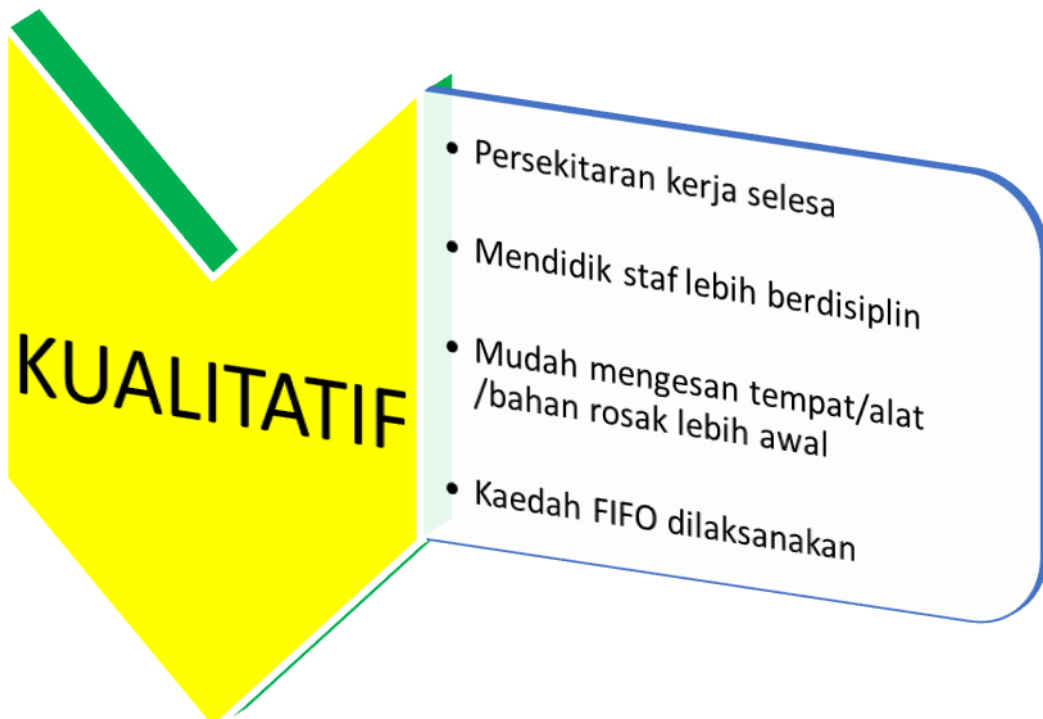 KUALITATIF
• Persekitaran kerja selesa
• Mendidik staf lebih berdisiplin
• Mudah mengesan tempat/alat
/bahan rosak lebih awal
• Kaedah FIFO dilaksanakan